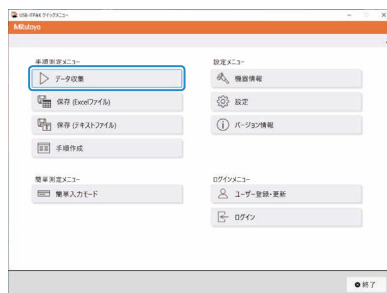 USB-ITPAK クイックメニュー
Mitutoyo
手順測定メニュー
データ収集
保存 (Excelファイル)
保存 (テキストファイル)
手順作成
簡単測定メニュー
簡単入力モード
設定メニュー
機器情報
設定
バージョン情報
ログインメニュー
ユーザー登録・更新
ログイン
終了